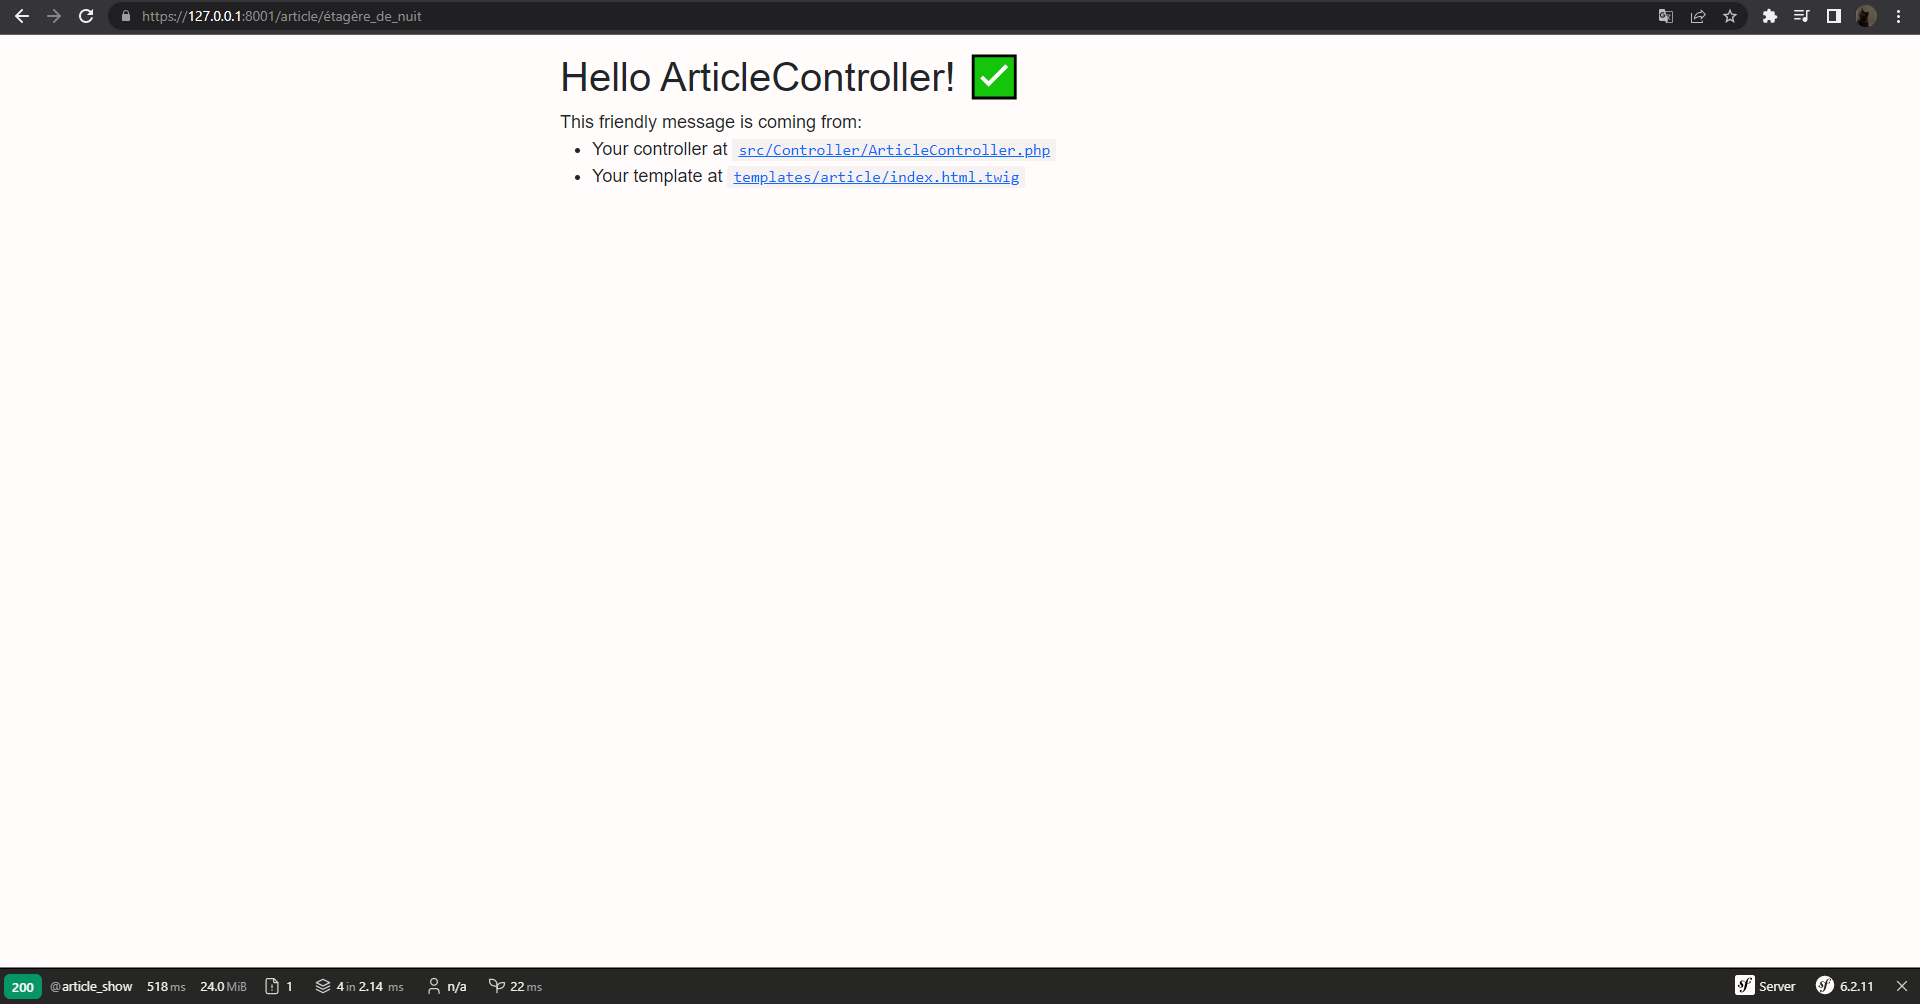 https://127.0.0.1:8001/article/étagère_de_nuit
Hello ArticleController! ✅
This friendly message is coming from:
• Your controller at src/Controller/ArticleController.php
• Your template at templates/article/index.html.twig
200 @article_show 518 ms 24.0 MiB 1 4 in 2.14 ms n/a 22 ms sf Server sf 6.2.11